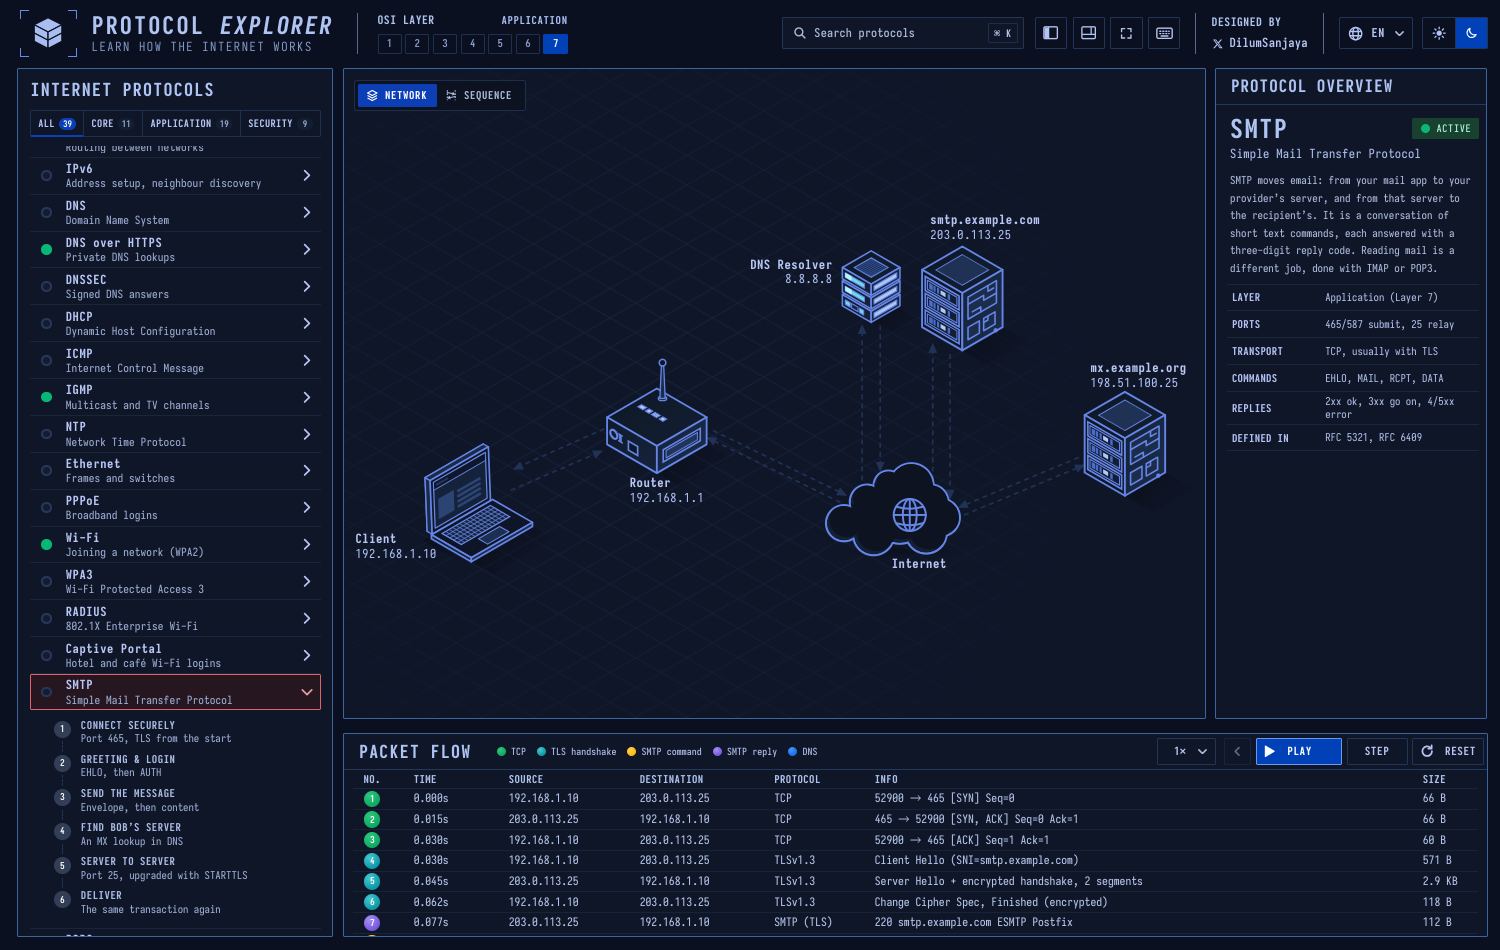 PROTOCOL EXPLORER
LEARN HOW THE INTERNET WORKS
OSI LAYER APPLICATION
1 2 3 4 5 6 7
Search protocols ⌘ K
DESIGNED BY
X DilumSanjaya
EN
INTERNET PROTOCOLS
ALL 39 CORE 11 APPLICATION 19 SECURITY 9
Routing between networks
IPv6
Address setup, neighbour discovery
DNS
Domain Name System
DNS over HTTPS
Private DNS lookups
DNSSEC
Signed DNS answers
DHCP
Dynamic Host Configuration
ICMP
Internet Control Message
IGMP
Multicast and TV channels
NTP
Network Time Protocol
Ethernet
Frames and switches
PPPoE
Broadband logins
Wi-Fi
Joining a network (WPA2)
WPA3
Wi-Fi Protected Access 3
RADIUS
802.1X Enterprise Wi-Fi
Captive Portal
Hotel and café Wi-Fi logins
SMTP
Simple Mail Transfer Protocol
1 CONNECT SECURELY
Port 465, TLS from the start
2 GREETING & LOGIN
EHLO, then AUTH
3 SEND THE MESSAGE
Envelope, then content
4 FIND BOB'S SERVER
An MX lookup in DNS
5 SERVER TO SERVER
Port 25, upgraded with STARTTLS
6 DELIVER
The same transaction again
NETWORK SEQUENCE
smtp.example.com
203.0.113.25
DNS Resolver
8.8.8.8
mx.example.org
198.51.100.25
Router
192.168.1.1
Client
192.168.1.10
Internet
PROTOCOL OVERVIEW
SMTP ACTIVE
Simple Mail Transfer Protocol
SMTP moves email: from your mail app to your
provider's server, and from that server to
the recipient's. It is a conversation of
short text commands, each answered with a
three-digit reply code. Reading mail is a
different job, done with IMAP or POP3.
LAYER Application (Layer 7)
PORTS 465/587 submit, 25 relay
TRANSPORT TCP, usually with TLS
COMMANDS EHLO, MAIL, RCPT, DATA
REPLIES 2xx ok, 3xx go on, 4/5xx
error
DEFINED IN RFC 5321, RFC 6409
PACKET FLOW TCP TLS handshake SMTP command SMTP reply DNS 1× PLAY STEP RESET
NO. TIME SOURCE DESTINATION PROTOCOL INFO SIZE
1 0.000s 192.168.1.10 203.0.113.25 TCP 52900 → 465 [SYN] Seq=0 66 B
2 0.015s 203.0.113.25 192.168.1.10 TCP 465 → 52900 [SYN, ACK] Seq=0 Ack=1 66 B
3 0.030s 192.168.1.10 203.0.113.25 TCP 52900 → 465 [ACK] Seq=1 Ack=1 60 B
4 0.030s 192.168.1.10 203.0.113.25 TLSv1.3 Client Hello (SNI=smtp.example.com) 571 B
5 0.045s 203.0.113.25 192.168.1.10 TLSv1.3 Server Hello + encrypted handshake, 2 segments 2.9 KB
6 0.062s 192.168.1.10 203.0.113.25 TLSv1.3 Change Cipher Spec, Finished (encrypted) 118 B
7 0.077s 203.0.113.25 192.168.1.10 SMTP (TLS) 220 smtp.example.com ESMTP Postfix 112 B